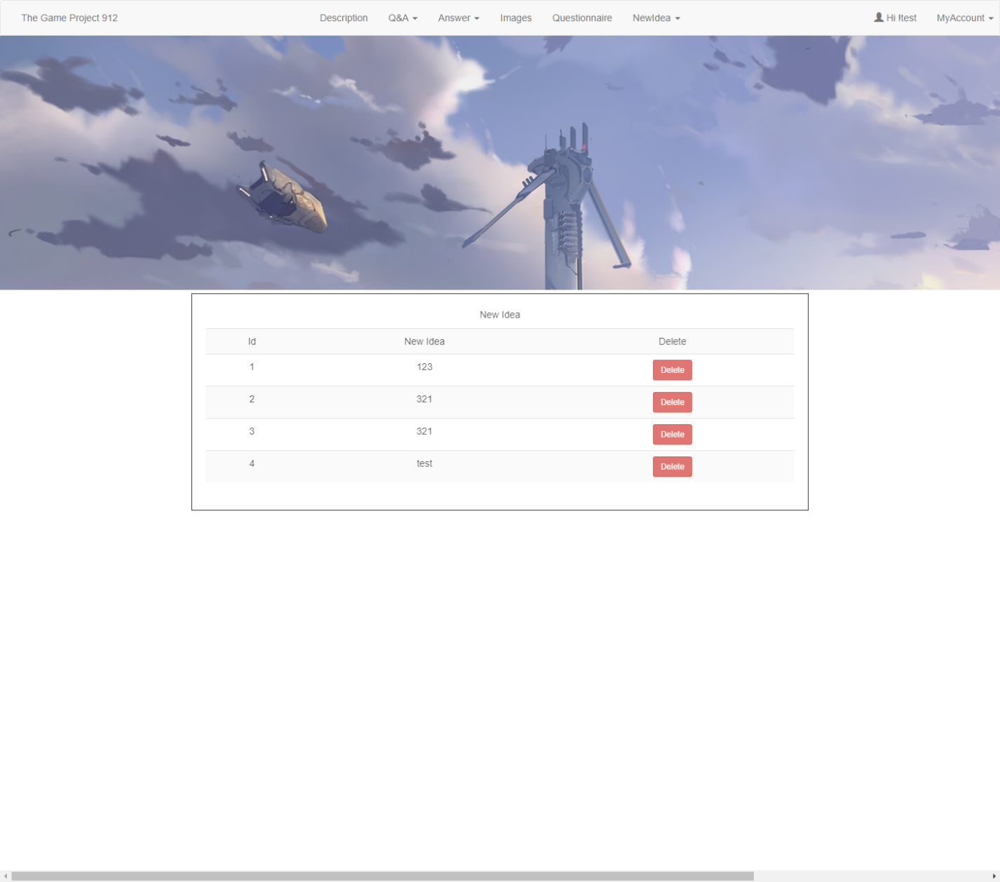 The Game Project 912 Description Q&A Answer Images Questionnaire NewIdea Hi !test MyAccount
New Idea
Id New Idea Delete
1 123 Delete
2 321 Delete
3 321 Delete
4 test Delete